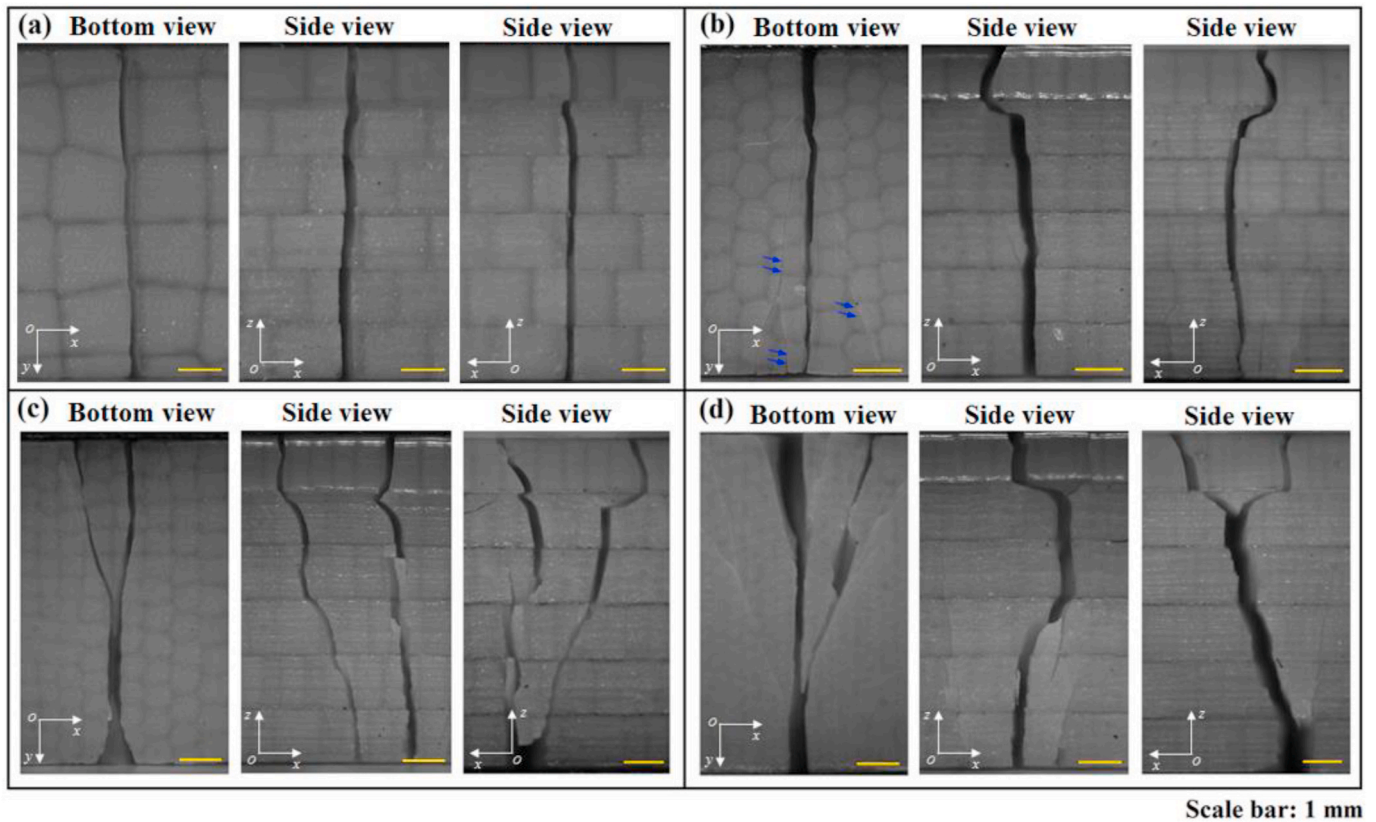 (a) Bottom view Side view Side view
o x y
z o x
z x o
(b) Bottom view Side view Side view
o x y
z o x
z x o
(c) Bottom view Side view Side view
o x y
z o x
z x o
(d) Bottom view Side view Side view
o x y
z o x
z x o
Scale bar: 1 mm